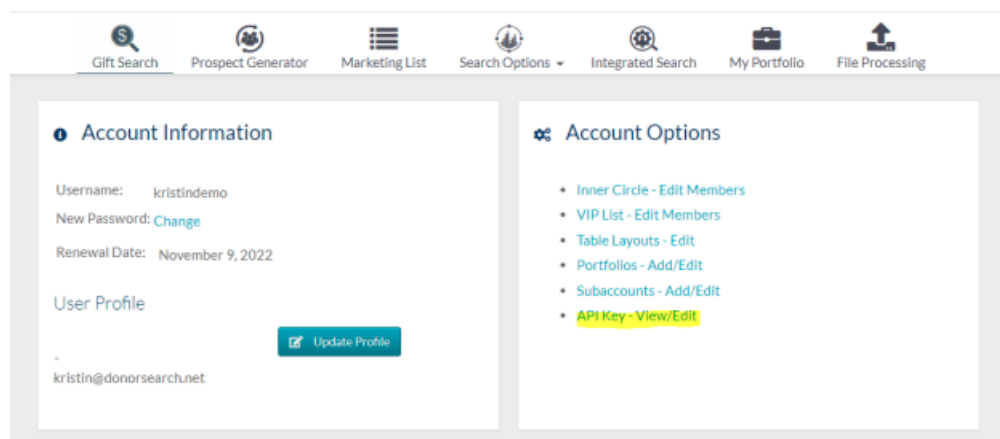 Gift Search
Prospect Generator
Marketing List
Search Options
Integrated Search
My Portfolio
File Processing
Account Information
Username: kristindemo
New Password: Change
Renewal Date: November 9, 2022
User Profile
Update Profile
-
kristin@donorsearch.net
Account Options
• Inner Circle - Edit Members
• VIP List - Edit Members
• Table Layouts - Edit
• Portfolios - Add/Edit
• Subaccounts - Add/Edit
• API Key - View/Edit